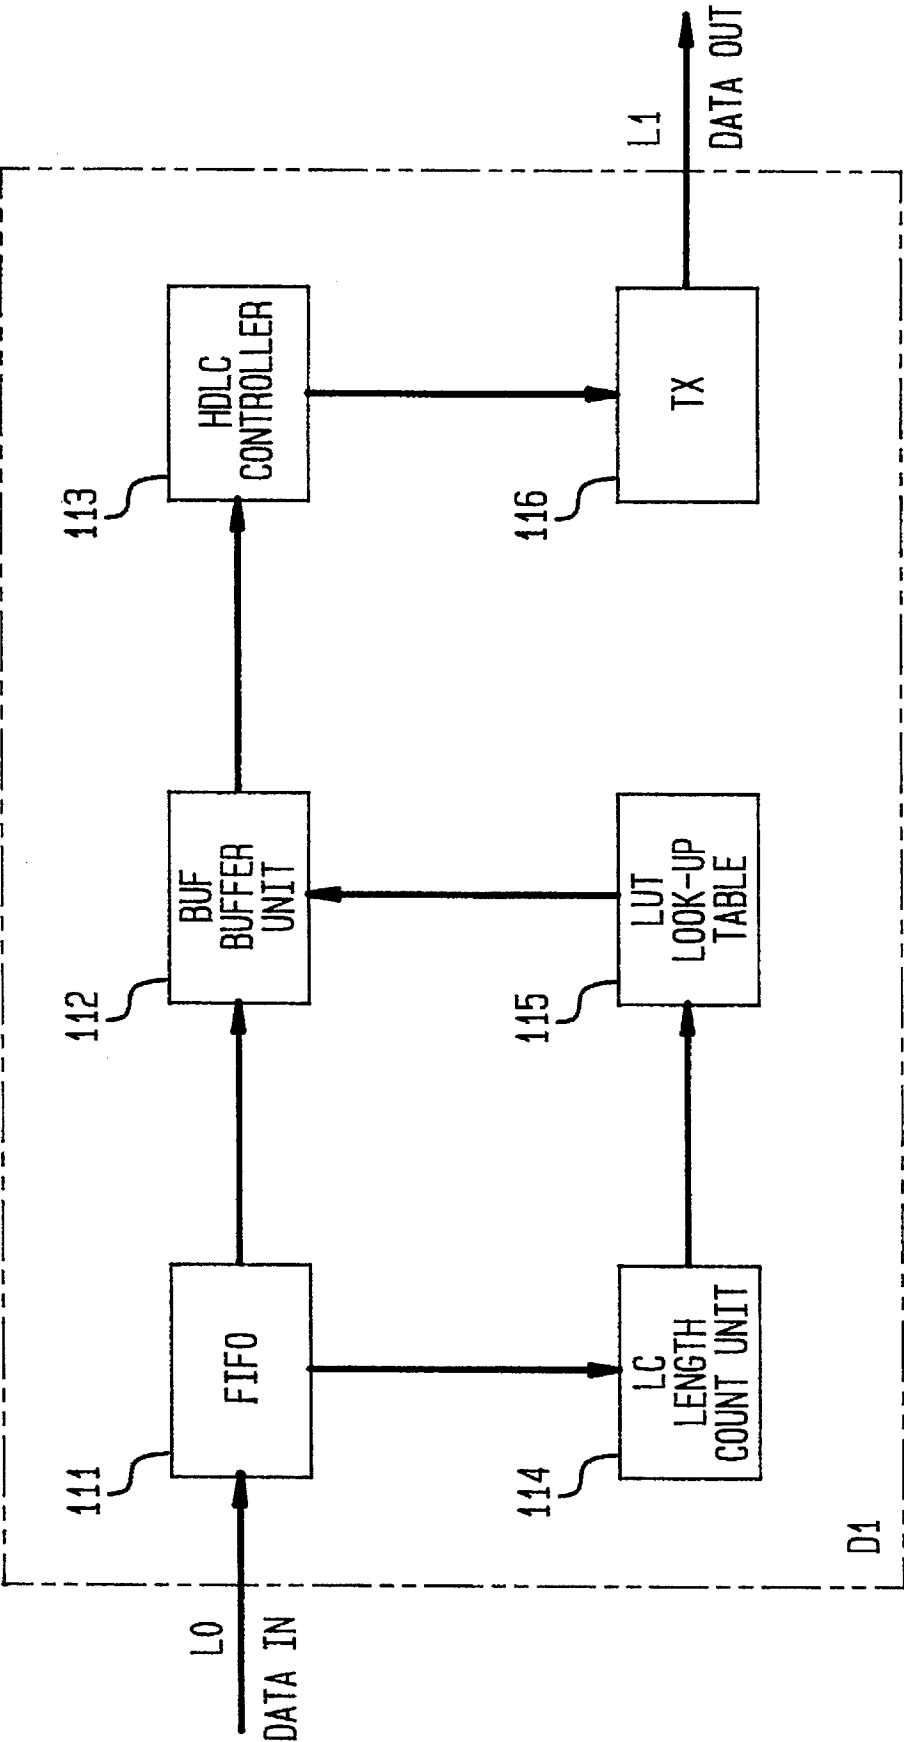 L0
DATA IN
111
FIFO
112
BUF
BUFFER
UNIT
113
HDLC
CONTROLLER
114
LC
LENGTH
COUNT UNIT
115
LUT
LOOK-UP
TABLE
116
TX
L1
DATA OUT
D1